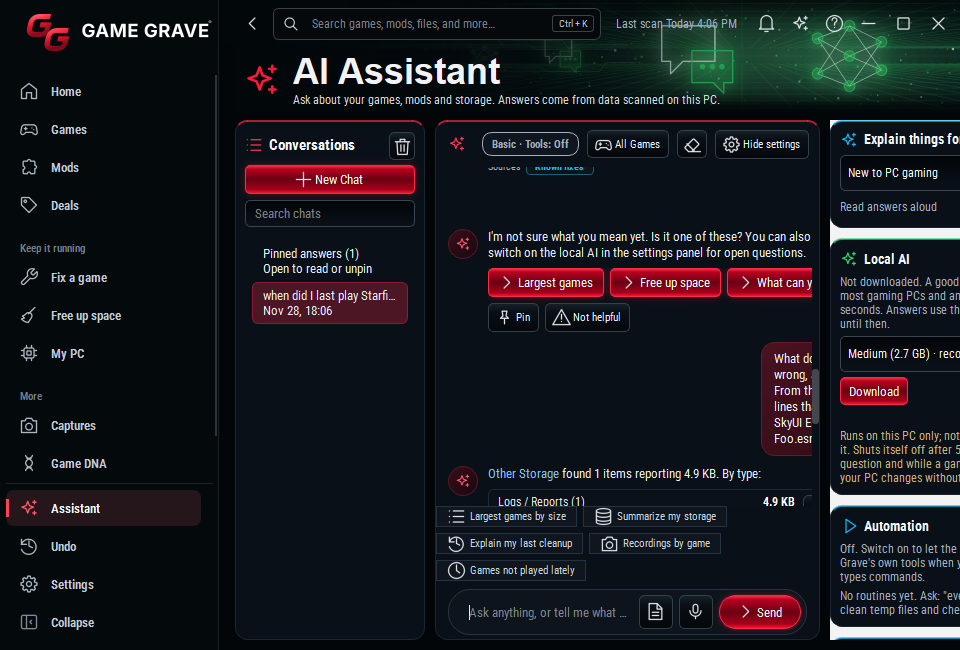 GAME GRAVE
Search games, mods, files, and more...
Ctrl + K
Last scan Today 4:06 PM
AI Assistant
Ask about your games, mods and storage. Answers come from data scanned on this PC.
Home
Games
Mods
Deals
Keep it running
Fix a game
Free up space
My PC
More
Captures
Game DNA
Assistant
Undo
Settings
Collapse
Conversations
New Chat
Search chats
Pinned answers (1)
Open to read or unpin
when did I last play Starfi...
Nov 28, 18:06
Basic · Tools: Off
All Games
Hide settings
Sources
Known fixes
I'm not sure what you mean yet. Is it one of these? You can also
switch on the local AI in the settings panel for open questions.
Largest games
Free up space
What can y
Pin
Not helpful
What do
wrong,
From th
lines th
SkyUI E
Foo.esr
Other Storage found 1 items reporting 4.9 KB. By type:
Logs / Reports (1)
4.9 KB
Largest games by size
Summarize my storage
Explain my last cleanup
Recordings by game
Games not played lately
Ask anything, or tell me what ...
Send
Explain things for
New to PC gaming
Read answers aloud
Local AI
Not downloaded. A good
most gaming PCs and an
seconds. Answers use th
until then.
Medium (2.7 GB) · reco
Download
Runs on this PC only; not
it. Shuts itself off after 5
question and while a gam
your PC changes without
Automation
Off. Switch on to let the
Grave's own tools when y
types commands.
No routines yet. Ask: "eve
clean temp files and che